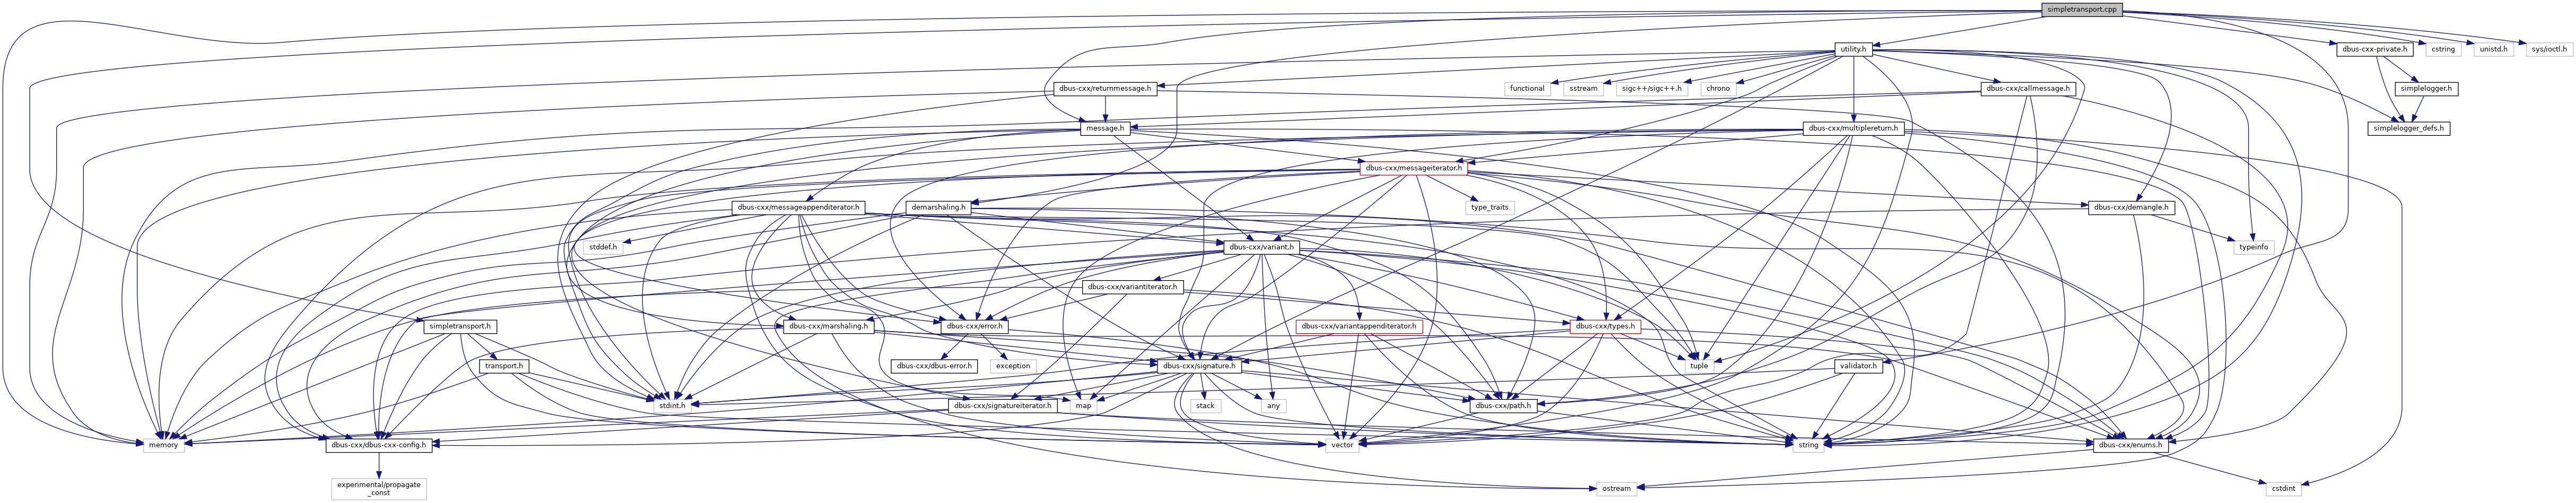 simpletransport.cpp
utility.h
dbus-cxx-private.h
cstring
unistd.h
sys/ioctl.h
dbus-cxx/returnmessage.h
functional
sstream
sigc++/sigc++.h
chrono
dbus-cxx/callmessage.h
simplelogger.h
message.h
dbus-cxx/multiplereturn.h
simplelogger_defs.h
dbus-cxx/messageiterator.h
dbus-cxx/messageappenditerator.h
demarshaling.h
type_traits
dbus-cxx/demangle.h
stddef.h
dbus-cxx/variant.h
typeinfo
dbus-cxx/variantiterator.h
simpletransport.h
dbus-cxx/marshaling.h
dbus-cxx/error.h
dbus-cxx/variantappenditerator.h
dbus-cxx/types.h
transport.h
dbus-cxx/dbus-error.h
exception
dbus-cxx/signature.h
tuple
validator.h
stdint.h
dbus-cxx/signatureiterator.h
map
stack
any
dbus-cxx/path.h
memory
dbus-cxx/dbus-cxx-config.h
vector
string
dbus-cxx/enums.h
experimental/propagate
_const
ostream
cstdint